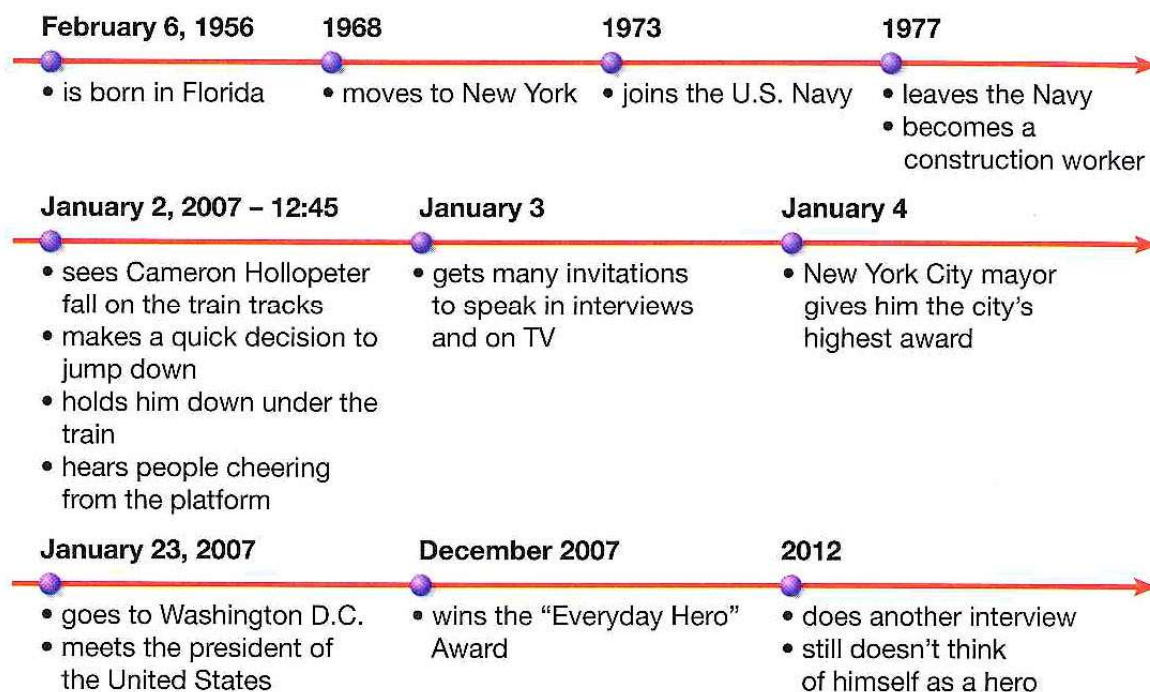 February 6, 1956
1968
1973
1977
• is born in Florida
• moves to New York
• joins the U.S. Navy
• leaves the Navy
• becomes a
construction worker
January 2, 2007 – 12:45
January 3
January 4
• sees Cameron Hollopeter
fall on the train tracks
• makes a quick decision to
jump down
• holds him down under the
train
• hears people cheering
from the platform
• gets many invitations
to speak in interviews
and on TV
• New York City mayor
gives him the city's
highest award
January 23, 2007
December 2007
2012
• goes to Washington D.C.
• meets the president of
the United States
• wins the “Everyday Hero”
Award
• does another interview
• still doesn't think
of himself as a hero